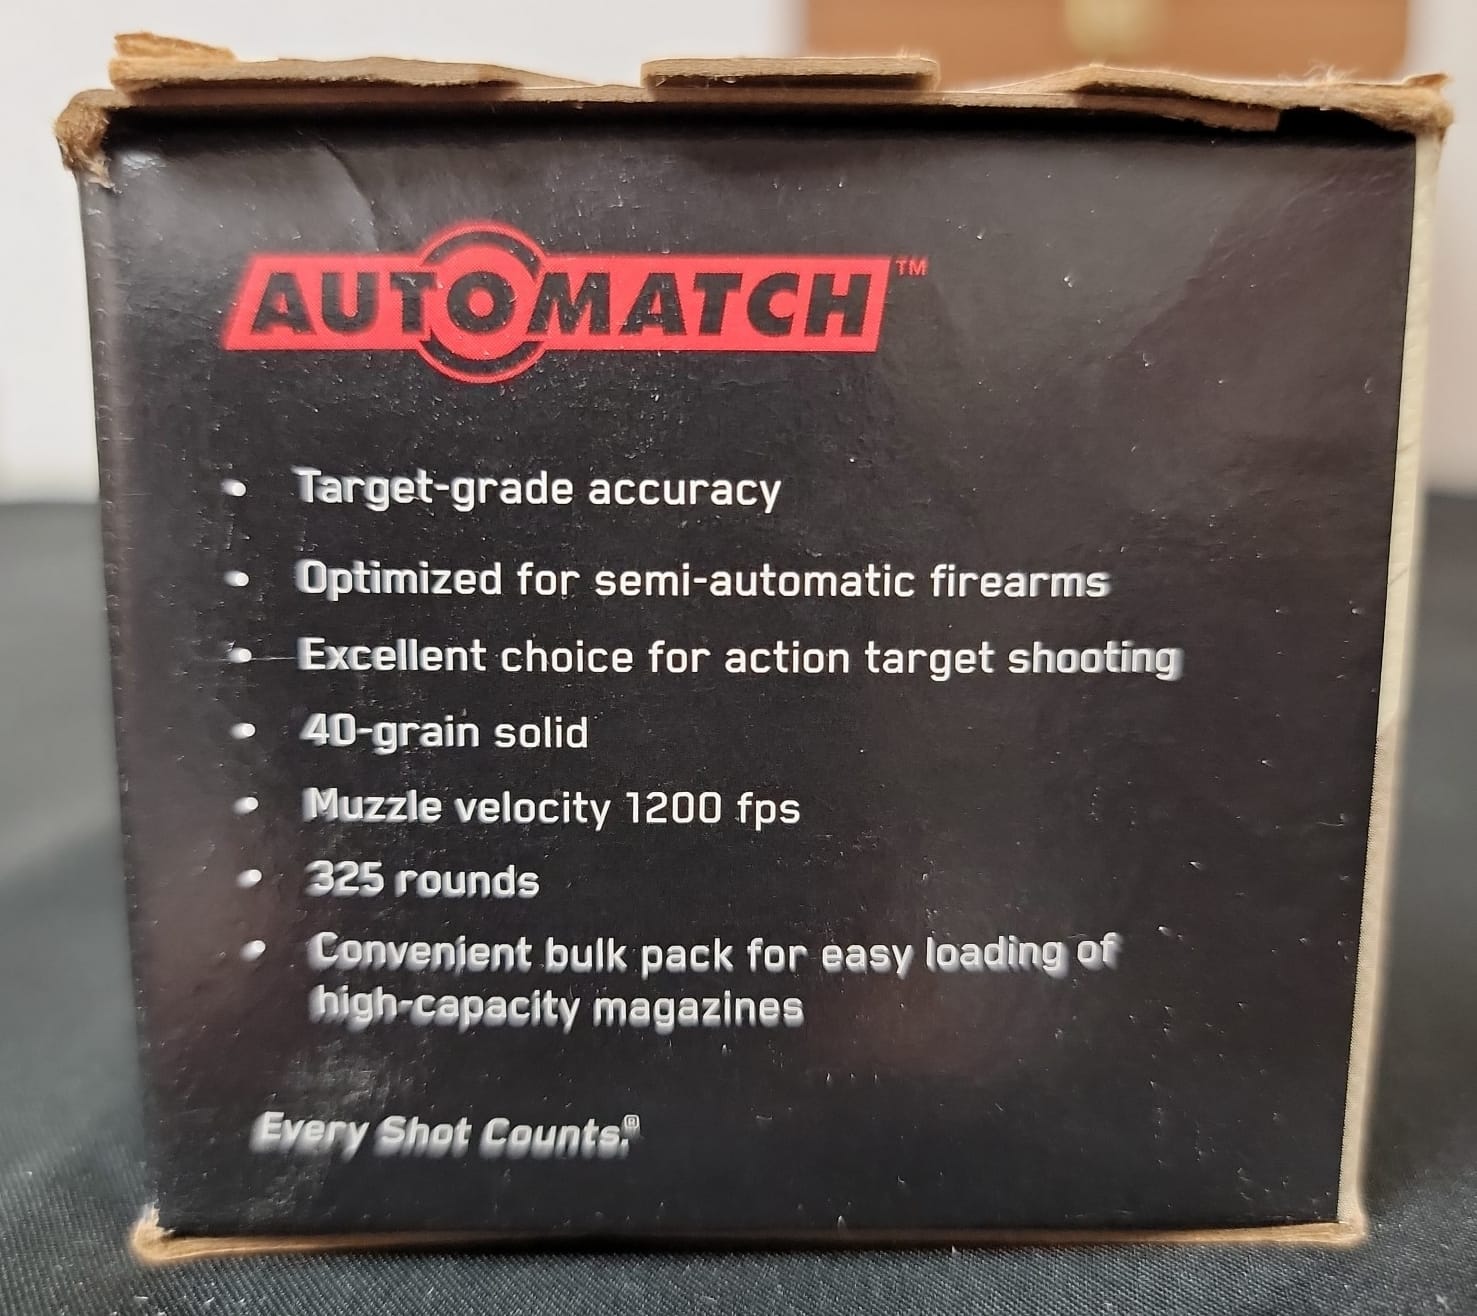 AUTOMATCH™
• Target-grade accuracy
• Optimized for semi-automatic firearms
• Excellent choice for action target shooting
• 40-grain solid
• Muzzle velocity 1200 fps
• 325 rounds
• Convenient bulk pack for easy loading of
high-capacity magazines
Every Shot Counts.®